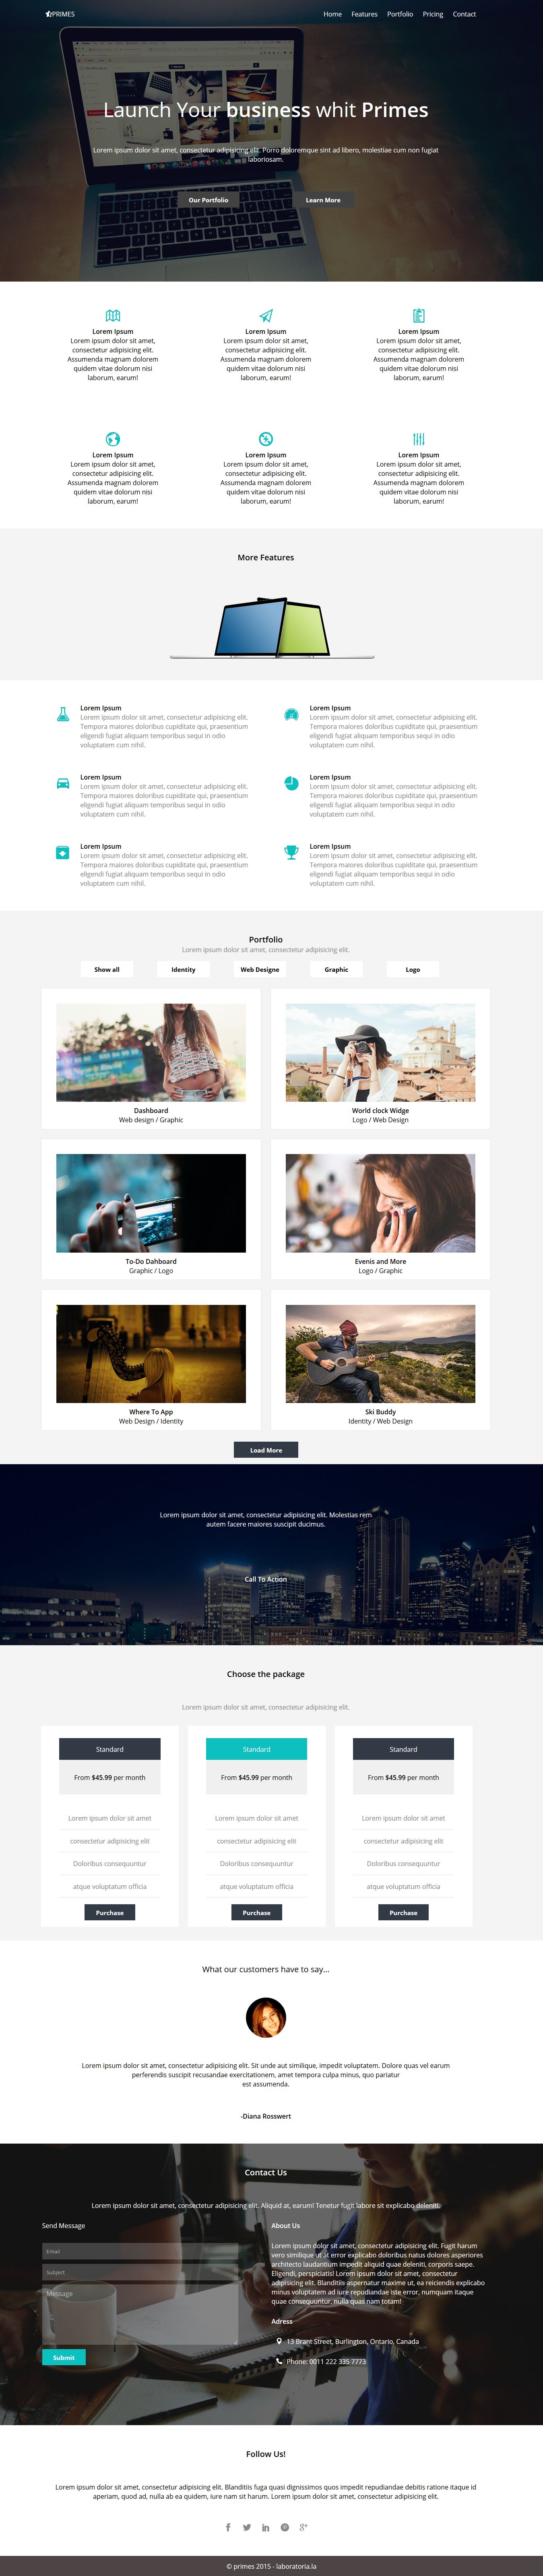 PRIMES
Home Features Portfolio Pricing Contact
Launch Your business whit Primes
Lorem ipsum dolor sit amet, consectetur adipisicing elit. Porro doloremque sint ad libero, molestiae cum non fugiat
laboriosam.
Our Portfolio Learn More
Lorem Ipsum
Lorem ipsum dolor sit amet,
consectetur adipisicing elit.
Assumenda magnam dolorem
quidem vitae dolorum nisi
laborum, earum!
Lorem Ipsum
Lorem ipsum dolor sit amet,
consectetur adipisicing elit.
Assumenda magnam dolorem
quidem vitae dolorum nisi
laborum, earum!
Lorem Ipsum
Lorem ipsum dolor sit amet,
consectetur adipisicing elit.
Assumenda magnam dolorem
quidem vitae dolorum nisi
laborum, earum!
Lorem Ipsum
Lorem ipsum dolor sit amet,
consectetur adipisicing elit.
Assumenda magnam dolorem
quidem vitae dolorum nisi
laborum, earum!
Lorem Ipsum
Lorem ipsum dolor sit amet,
consectetur adipisicing elit.
Assumenda magnam dolorem
quidem vitae dolorum nisi
laborum, earum!
Lorem Ipsum
Lorem ipsum dolor sit amet,
consectetur adipisicing elit.
Assumenda magnam dolorem
quidem vitae dolorum nisi
laborum, earum!
More Features
Lorem Ipsum
Lorem ipsum dolor sit amet, consectetur adipisicing elit.
Tempora maiores doloribus cupiditate qui, praesentium
eligendi fugiat aliquam temporibus sequi in odio
voluptatem cum nihil.
Lorem Ipsum
Lorem ipsum dolor sit amet, consectetur adipisicing elit.
Tempora maiores doloribus cupiditate qui, praesentium
eligendi fugiat aliquam temporibus sequi in odio
voluptatem cum nihil.
Lorem Ipsum
Lorem ipsum dolor sit amet, consectetur adipisicing elit.
Tempora maiores doloribus cupiditate qui, praesentium
eligendi fugiat aliquam temporibus sequi in odio
voluptatem cum nihil.
Lorem Ipsum
Lorem ipsum dolor sit amet, consectetur adipisicing elit.
Tempora maiores doloribus cupiditate qui, praesentium
eligendi fugiat aliquam temporibus sequi in odio
voluptatem cum nihil.
Lorem Ipsum
Lorem ipsum dolor sit amet, consectetur adipisicing elit.
Tempora maiores doloribus cupiditate qui, praesentium
eligendi fugiat aliquam temporibus sequi in odio
voluptatem cum nihil.
Lorem Ipsum
Lorem ipsum dolor sit amet, consectetur adipisicing elit.
Tempora maiores doloribus cupiditate qui, praesentium
eligendi fugiat aliquam temporibus sequi in odio
voluptatem cum nihil.
Portfolio
Lorem ipsum dolor sit amet, consectetur adipisicing elit.
Show all Identity Web Designe Graphic Logo
Dashboard
Web design / Graphic
World clock Widge
Logo / Web Design
To-Do Dahboard
Graphic / Logo
Evenis and More
Logo / Graphic
Where To App
Web Design / Identity
Ski Buddy
Identity / Web Design
Load More
Lorem ipsum dolor sit amet, consectetur adipisicing elit. Molestias rem
autem facere maiores suscipit ducimus.
Call To Action
Choose the package
Lorem ipsum dolor sit amet, consectetur adipisicing elit.
Standard
From $45.99 per month
Lorem ipsum dolor sit amet
consectetur adipisicing elit
Doloribus consequuntur
atque voluptatum officia
Purchase
Standard
From $45.99 per month
Lorem ipsum dolor sit amet
consectetur adipisicing elit
Doloribus consequuntur
atque voluptatum officia
Purchase
Standard
From $45.99 per month
Lorem ipsum dolor sit amet
consectetur adipisicing elit
Doloribus consequuntur
atque voluptatum officia
Purchase
What our customers have to say...
Lorem ipsum dolor sit amet, consectetur adipisicing elit. Sit unde aut similique, impedit voluptatem. Dolore quas vel earum
perferendis suscipit recusandae exercitationem, amet tempora culpa minus, quo pariatur
est assumenda.
-Diana Rosswert
Contact Us
Lorem ipsum dolor sit amet, consectetur adipisicing elit. Aliquid at, earum! Tenetur fugit labore sit explicabo deleniti.
Send Message
Email
Subject
Message
Submit
About Us
Lorem ipsum dolor sit amet, consectetur adipisicing elit. Fugit harum
vero similique ut at error explicabo doloribus natus dolores asperiores
architecto laudantium impedit aliquid quae deleniti, corporis saepe.
Eligendi, perspiciatis! Lorem ipsum dolor sit amet, consectetur
adipisicing elit. Blanditiis aspernatur maxime ut, ea reiciendis explicabo
minus voluptatem ad iure repudiandae iste error, numquam itaque
quae consequuntur, nulla quas nam totam!
Adress
13 Brant Street, Burlington, Ontario, Canada
Phone: 0011 222 335 7773
Follow Us!
Lorem ipsum dolor sit amet, consectetur adipisicing elit. Blanditiis fuga quasi dignissimos quos impedit repudiandae debitis ratione itaque id
aperiam, quod ad, nulla ab ea quidem, iure nam sit harum. Lorem ipsum dolor sit amet, consectetur adipisicing elit.
© primes 2015 - laboratoria.la